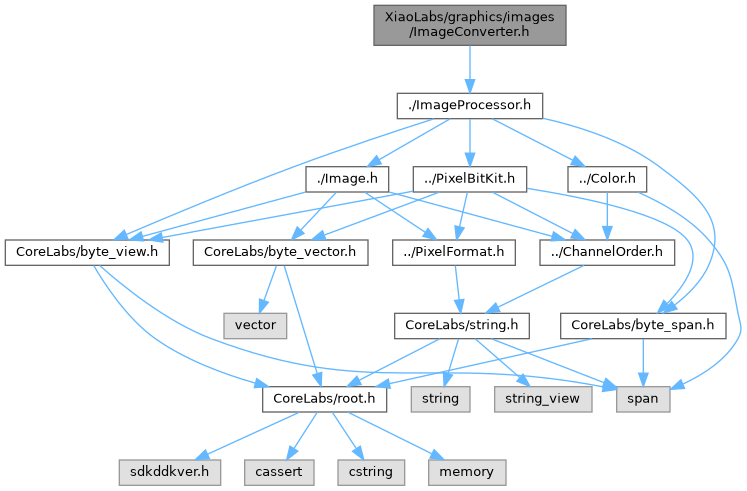 XiaoLabs/graphics/images
/ImageConverter.h
./ImageProcessor.h
./Image.h
../PixelBitKit.h
../Color.h
CoreLabs/byte_view.h
CoreLabs/byte_vector.h
../PixelFormat.h
../ChannelOrder.h
vector
CoreLabs/string.h
CoreLabs/byte_span.h
CoreLabs/root.h
string
string_view
span
sdkddkver.h
cassert
cstring
memory